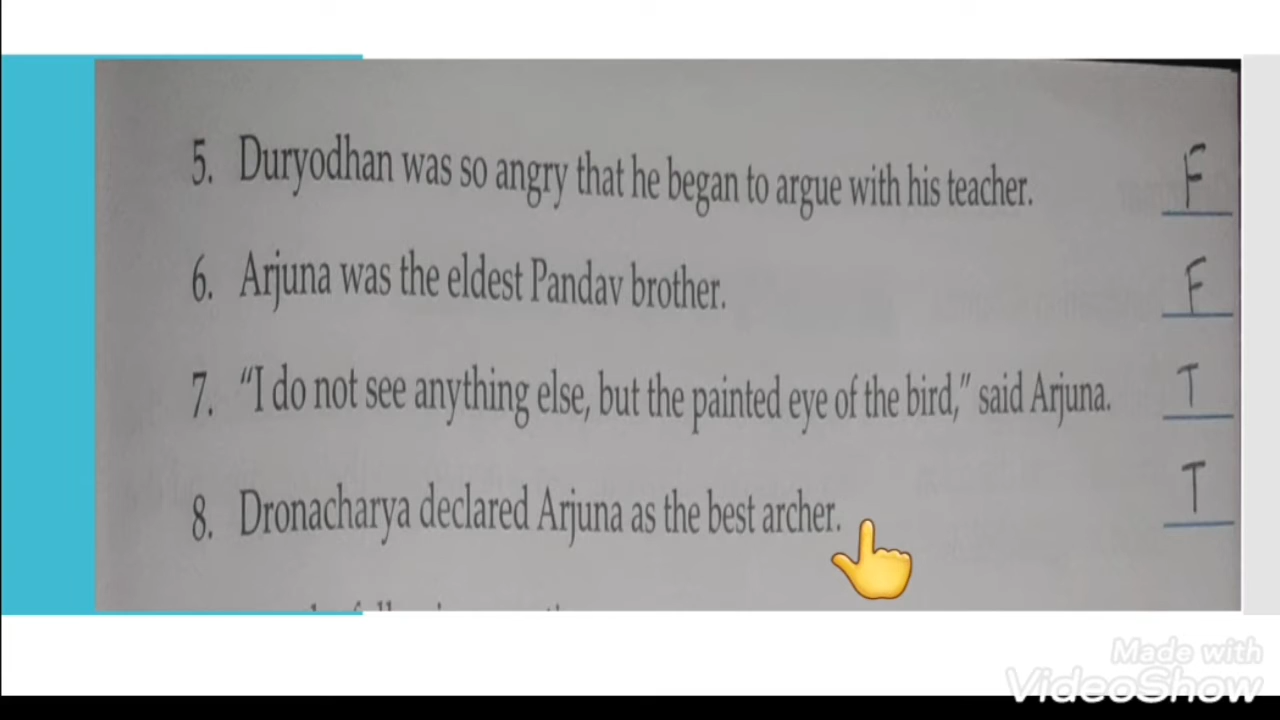 5. Duryodhan was so angry that he began to argue with his teacher. F
6. Arjuna was the eldest Pandav brother. F
7. "I do not see anything else, but the painted eye of the bird," said Arjuna. T
8. Dronacharya declared Arjuna as the best archer. T
Made with
VideoShow